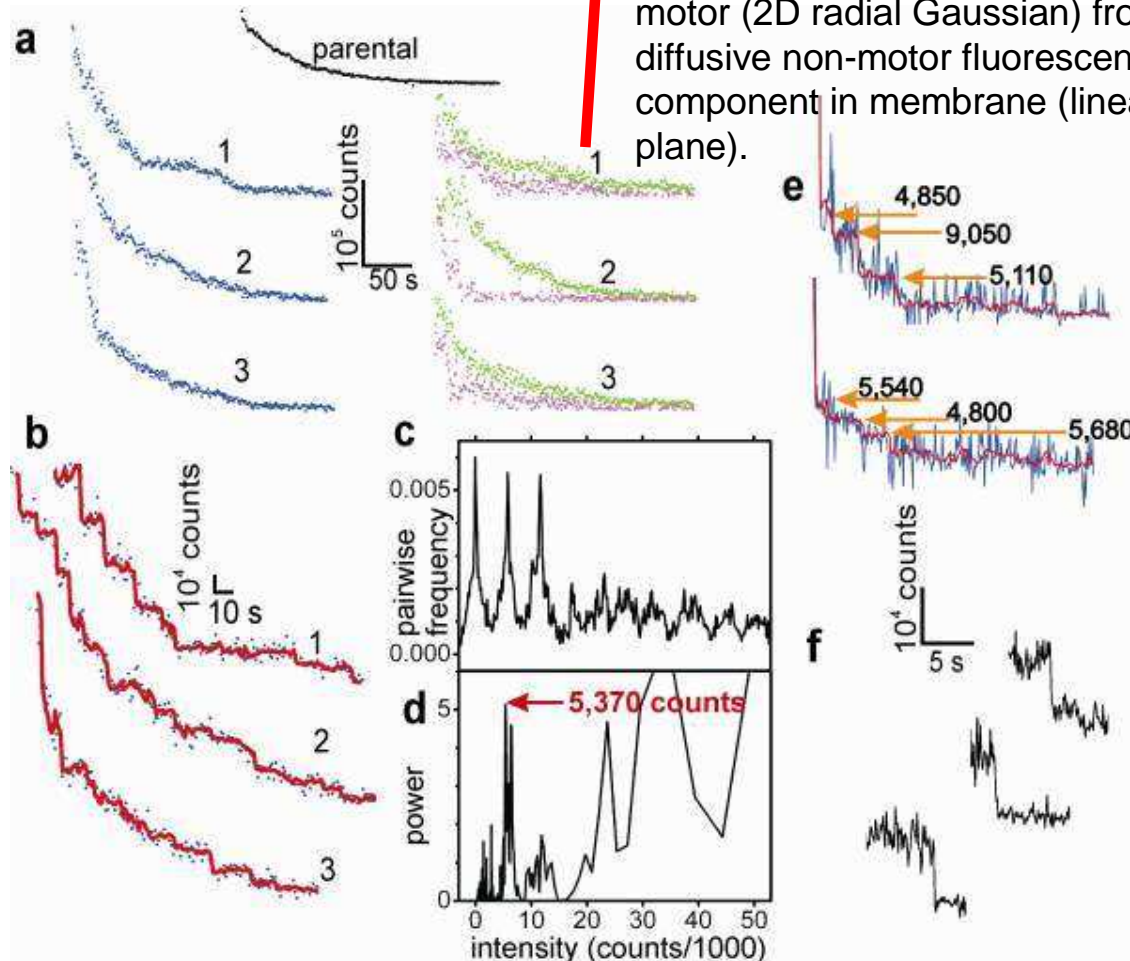 motor (2D radial Gaussian)
diffusive non-motor
component in membrane
plane).
a
parental
1
2
3
10⁵ counts
50 s
1
2
3
e
4,850
9,050
5,110
5,540
4,800
5,680
b
10⁴ counts
10 s
1
2
3
c
0.005
pairwise
frequency
0.000
d
5,370 counts
5
power
0
0 10 20 30 40 50
intensity (counts/1000)
10⁴ counts
5 s
f